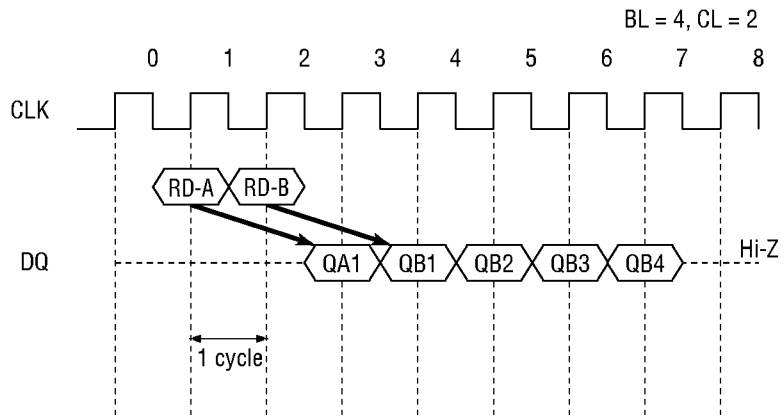 BL = 4, CL = 2
0 1 2 3 4 5 6 7 8
CLK
RD-A RD-B
DQ QA1 QB1 QB2 QB3 QB4 Hi-Z
1 cycle